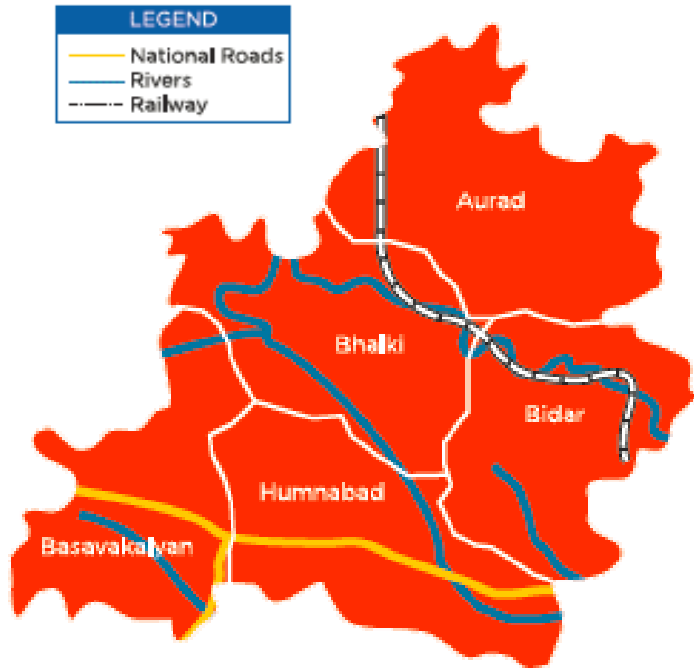 LEGEND
National Roads
Rivers
Railway
Aurad
Bhalki
Bidar
Humnabad
Basavakalyan